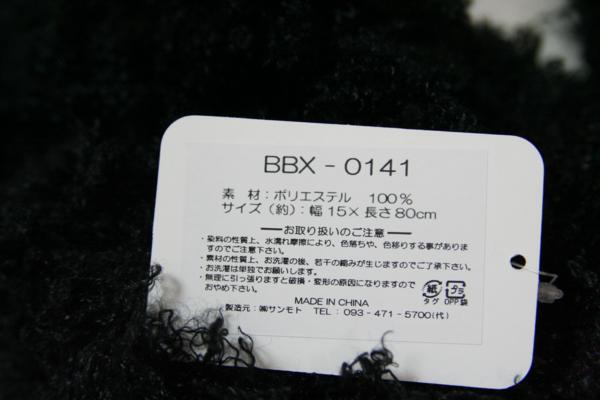 BBX - 0141
素 材：ポリエステル 100％
サイズ（約）：幅 15× 長さ 80cm
ーお取り扱いのご注意ー
・染料の性質上、水濡れ摩擦により、色落ちや、色移りする事がありま
すのでご注意下さい。
・素材の性質上、お洗濯の後、若干の縮みが生じますのでご了承下さい。
・お洗濯は単独でお願いします。
・無理に引っ張りますと破損・変形の原因になりますので
おやめ下さい。
紙 プラ
タグ OPP袋
MADE IN CHINA
製造元：㈱サンモト TEL：093-471-5700(代)